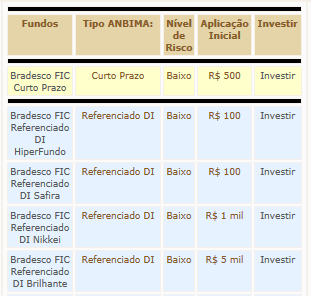 Fundos Tipo ANBIMA: Nível de Risco Aplicação Inicial Investir
Bradesco FIC Curto Prazo Curto Prazo Baixo R$ 500 Investir
Bradesco FIC Referenciado DI HiperFundo Referenciado DI Baixo R$ 100 Investir
Bradesco FIC Referenciado DI Safira Referenciado DI Baixo R$ 100 Investir
Bradesco FIC Referenciado DI Nikkei Referenciado DI Baixo R$ 1 mil Investir
Bradesco FIC Referenciado DI Brilhante Referenciado DI Baixo R$ 5 mil Investir